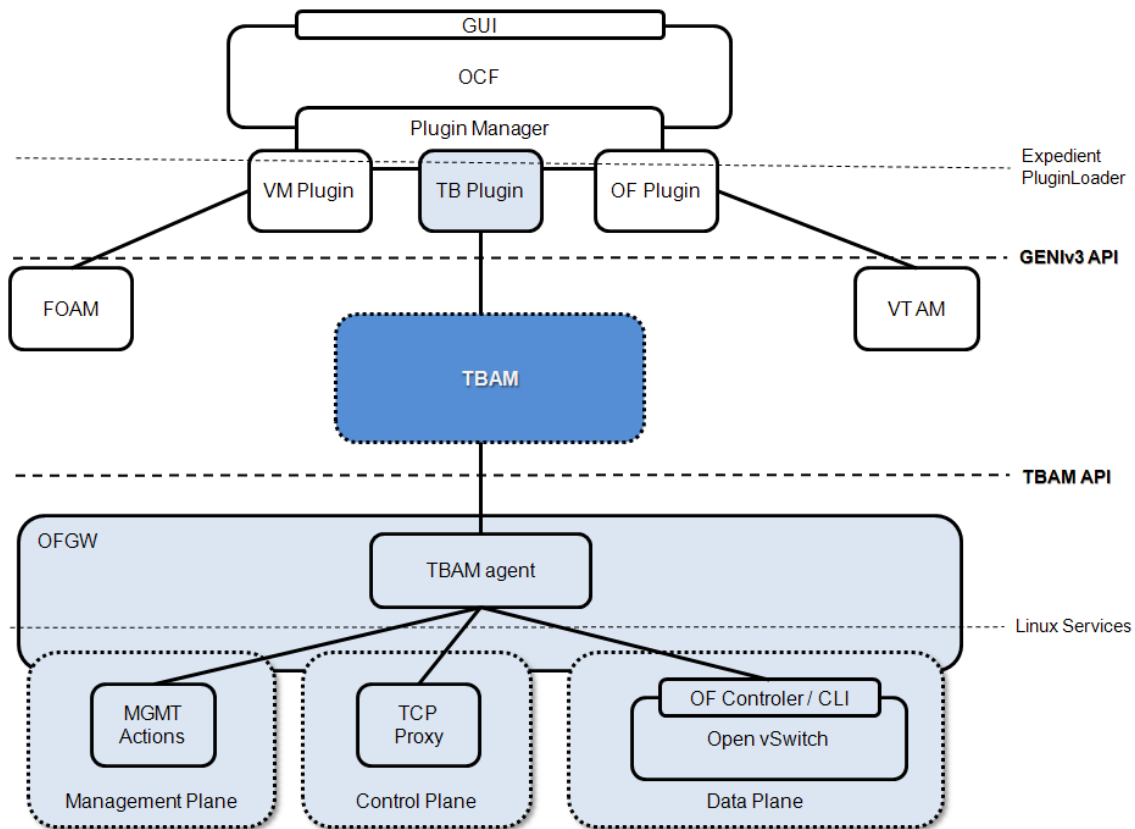 GUI
OCF
Plugin Manager
Expedient
PluginLoader
VM Plugin
TB Plugin
OF Plugin
GENIv3 API
FOAM
VT AM
TBAM
TBAM API
OFGW
TBAM agent
Linux Services
MGMT
Actions
TCP
Proxy
OF Controler / CLI
Open vSwitch
Management Plane
Control Plane
Data Plane